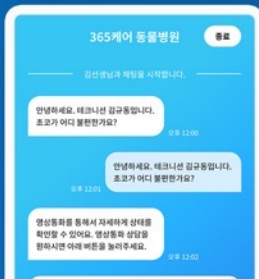 365케어 동물병원
종료
김선생님과 채팅을 시작합니다.
안녕하세요. 테크니션 김규동입니다.
초코가 어디 불편한가요?
오후 12:00
안녕하세요. 테크니션 김규동입니다.
초코가 어디 불편한가요?
오후 12:01
영상통화를 통해서 자세하게 상태를
확인할 수 있어요. 영상통화 상담을
원하시면 아래 버튼을 눌러주세요.
오후 12:02